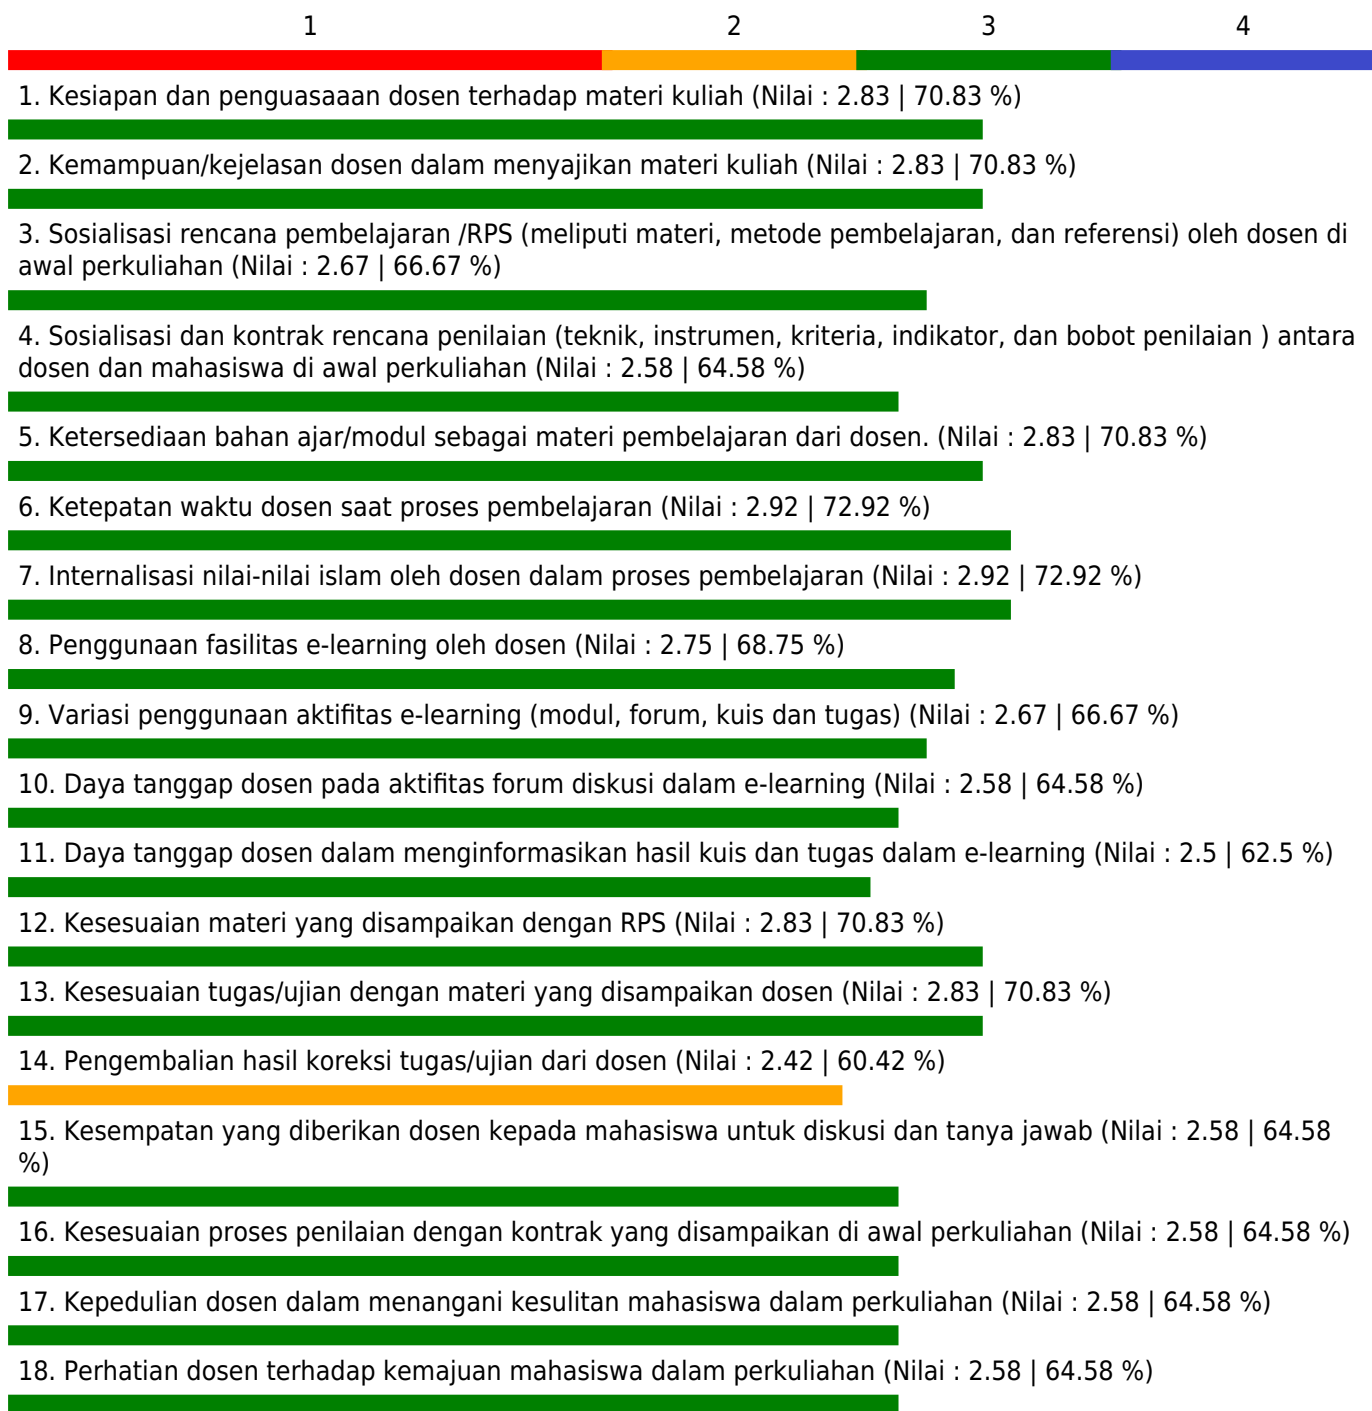 1 2 3 4
1. Kesiapan dan penguasaaan dosen terhadap materi kuliah (Nilai : 2.83 | 70.83 %)
2. Kemampuan/kejelasan dosen dalam menyajikan materi kuliah (Nilai : 2.83 | 70.83 %)
3. Sosialisasi rencana pembelajaran /RPS (meliputi materi, metode pembelajaran, dan referensi) oleh dosen di
awal perkuliahan (Nilai : 2.67 | 66.67 %)
4. Sosialisasi dan kontrak rencana penilaian (teknik, instrumen, kriteria, indikator, dan bobot penilaian ) antara
dosen dan mahasiswa di awal perkuliahan (Nilai : 2.58 | 64.58 %)
5. Ketersediaan bahan ajar/modul sebagai materi pembelajaran dari dosen. (Nilai : 2.83 | 70.83 %)
6. Ketepatan waktu dosen saat proses pembelajaran (Nilai : 2.92 | 72.92 %)
7. Internalisasi nilai-nilai islam oleh dosen dalam proses pembelajaran (Nilai : 2.92 | 72.92 %)
8. Penggunaan fasilitas e-learning oleh dosen (Nilai : 2.75 | 68.75 %)
9. Variasi penggunaan aktifitas e-learning (modul, forum, kuis dan tugas) (Nilai : 2.67 | 66.67 %)
10. Daya tanggap dosen pada aktifitas forum diskusi dalam e-learning (Nilai : 2.58 | 64.58 %)
11. Daya tanggap dosen dalam menginformasikan hasil kuis dan tugas dalam e-learning (Nilai : 2.5 | 62.5 %)
12. Kesesuaian materi yang disampaikan dengan RPS (Nilai : 2.83 | 70.83 %)
13. Kesesuaian tugas/ujian dengan materi yang disampaikan dosen (Nilai : 2.83 | 70.83 %)
14. Pengembalian hasil koreksi tugas/ujian dari dosen (Nilai : 2.42 | 60.42 %)
15. Kesempatan yang diberikan dosen kepada mahasiswa untuk diskusi dan tanya jawab (Nilai : 2.58 | 64.58
%)
16. Kesesuaian proses penilaian dengan kontrak yang disampaikan di awal perkuliahan (Nilai : 2.58 | 64.58 %)
17. Kepedulian dosen dalam menangani kesulitan mahasiswa dalam perkuliahan (Nilai : 2.58 | 64.58 %)
18. Perhatian dosen terhadap kemajuan mahasiswa dalam perkuliahan (Nilai : 2.58 | 64.58 %)